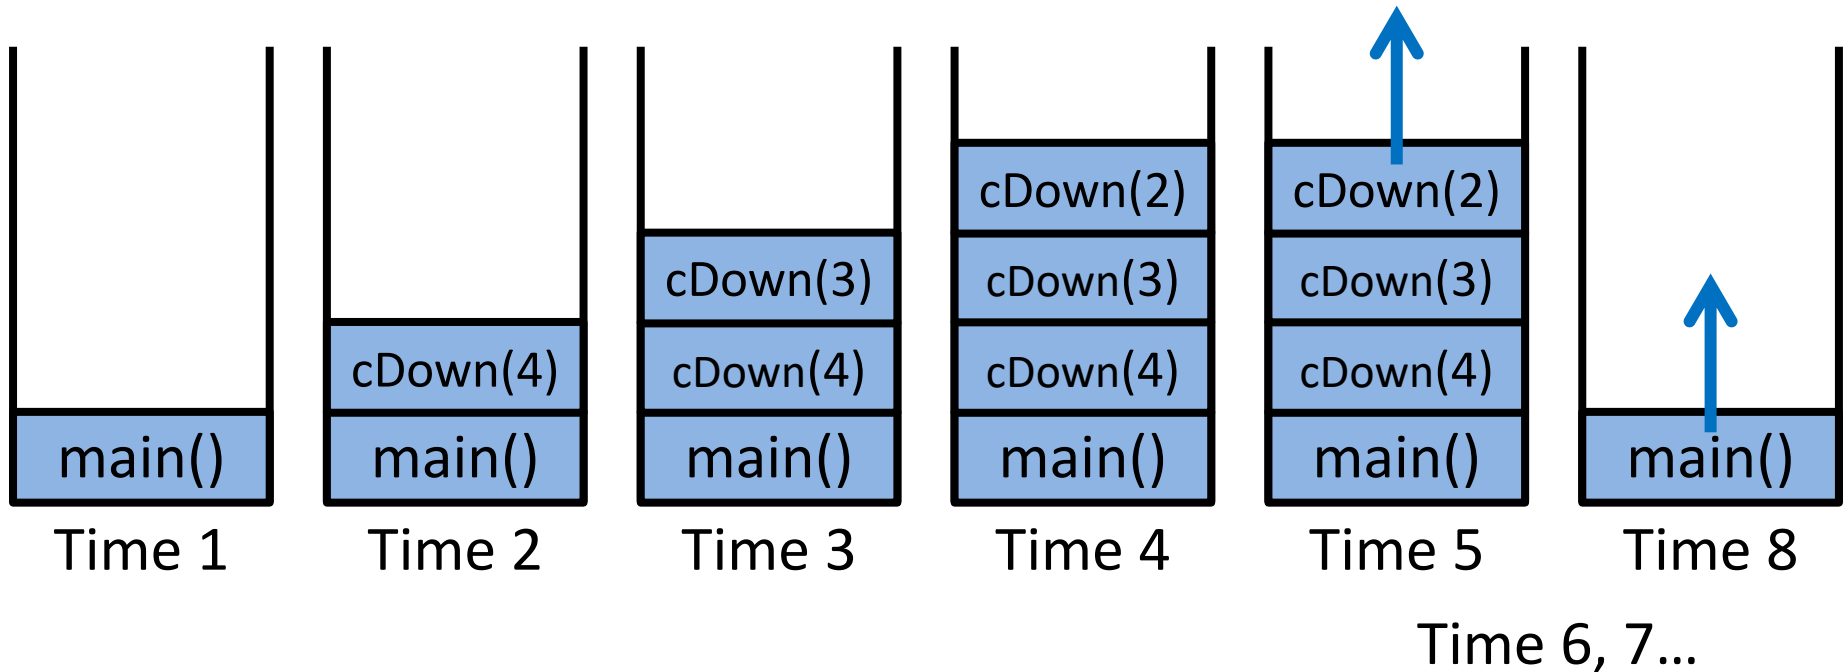 main()
Time 1
cDown(4)
main()
Time 2
cDown(3)
cDown(4)
main()
Time 3
cDown(2)
cDown(3)
cDown(4)
main()
Time 4
cDown(2)
cDown(3)
cDown(4)
main()
Time 5
main()
Time 8
Time 6, 7...